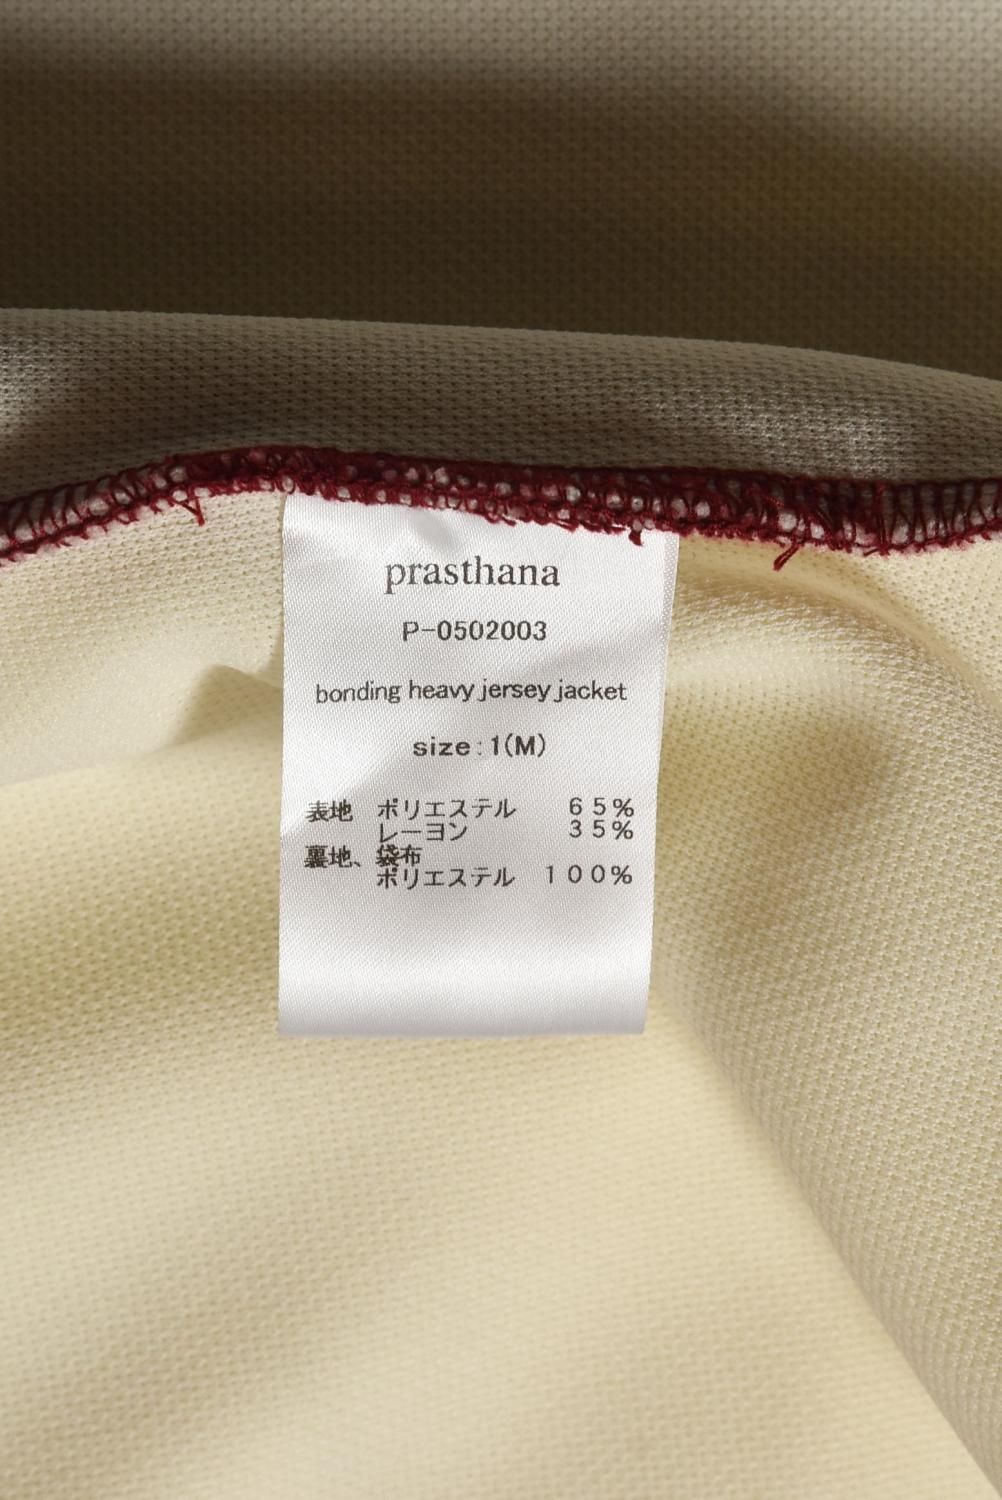 prasthana
P-0502003
bonding heavy jersey jacket
size:1(M)
表地 ポリエステル 65%
レーヨン 35%
裏地、袋布
ポリエステル 100%